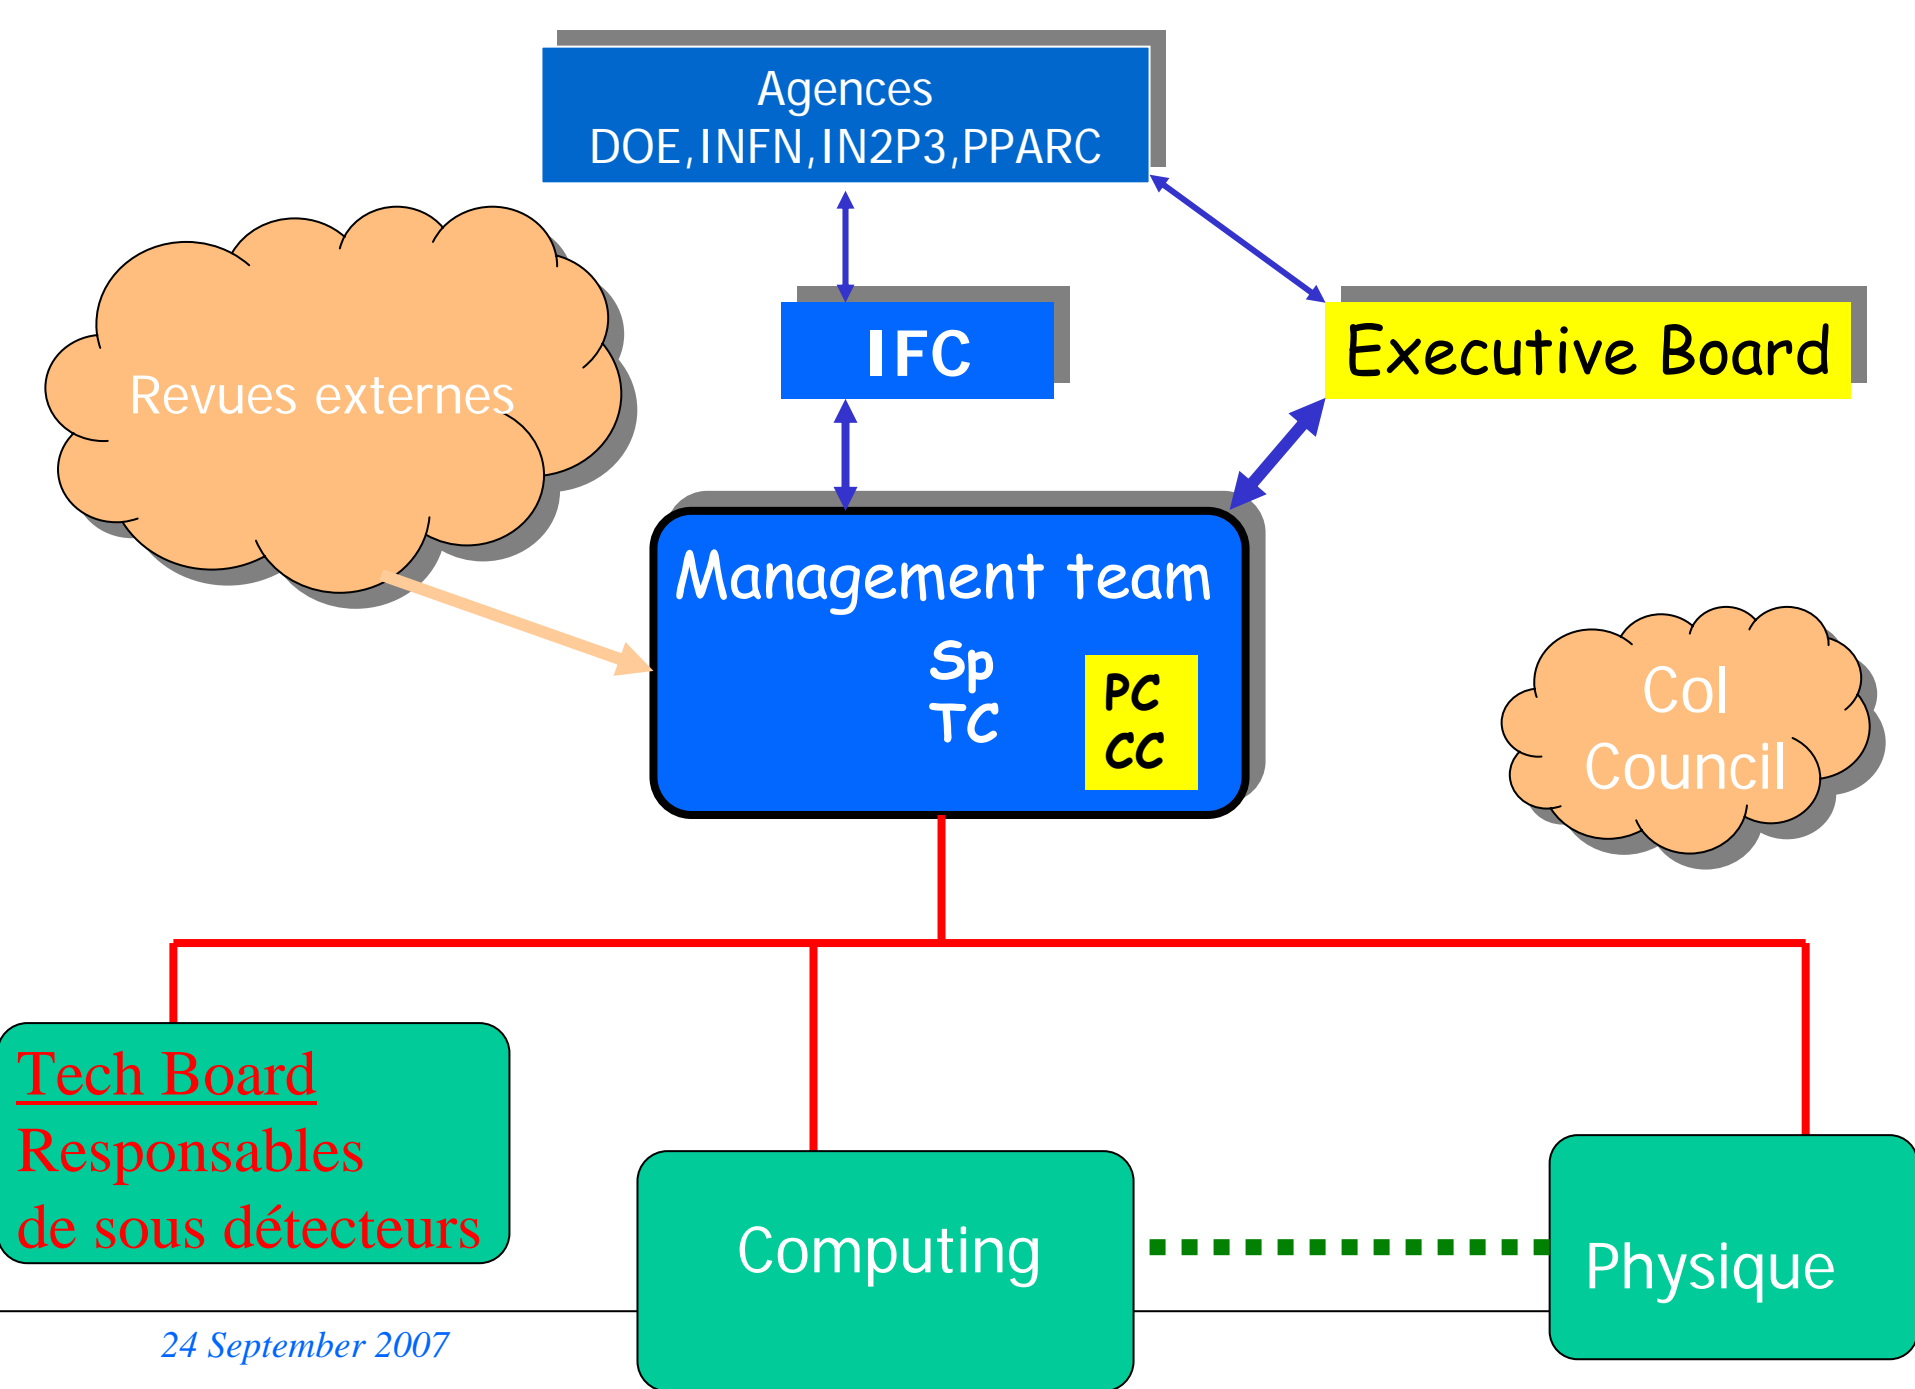 Agences
DOE,INFN,IN2P3,PPARC
Revues externes
IFC
Executive Board
Management team
Sp
TC
PC
CC
Col
Council
Tech Board
Responsables
de sous détecteurs
Computing
Physique
24 September 2007